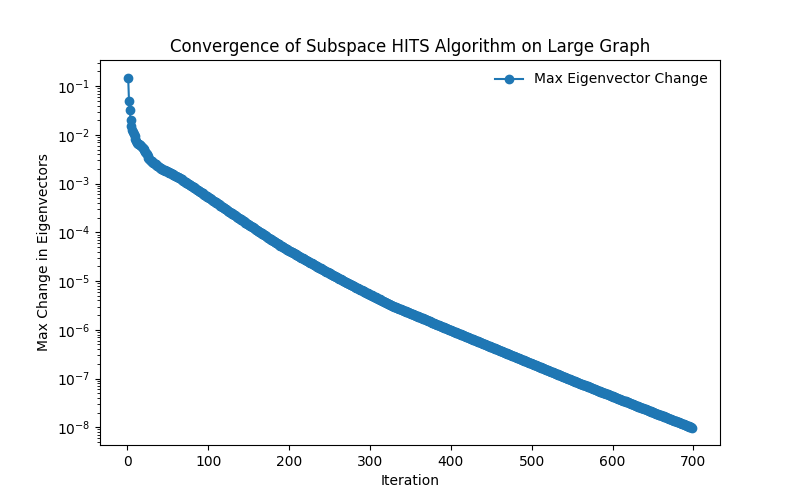 Convergence of Subspace HITS Algorithm on Large Graph
Max Eigenvector Change
Max Change in Eigenvectors
10⁻¹
10⁻²
10⁻³
10⁻⁴
10⁻⁵
10⁻⁶
10⁻⁷
10⁻⁸
0 100 200 300 400 500 600 700
Iteration